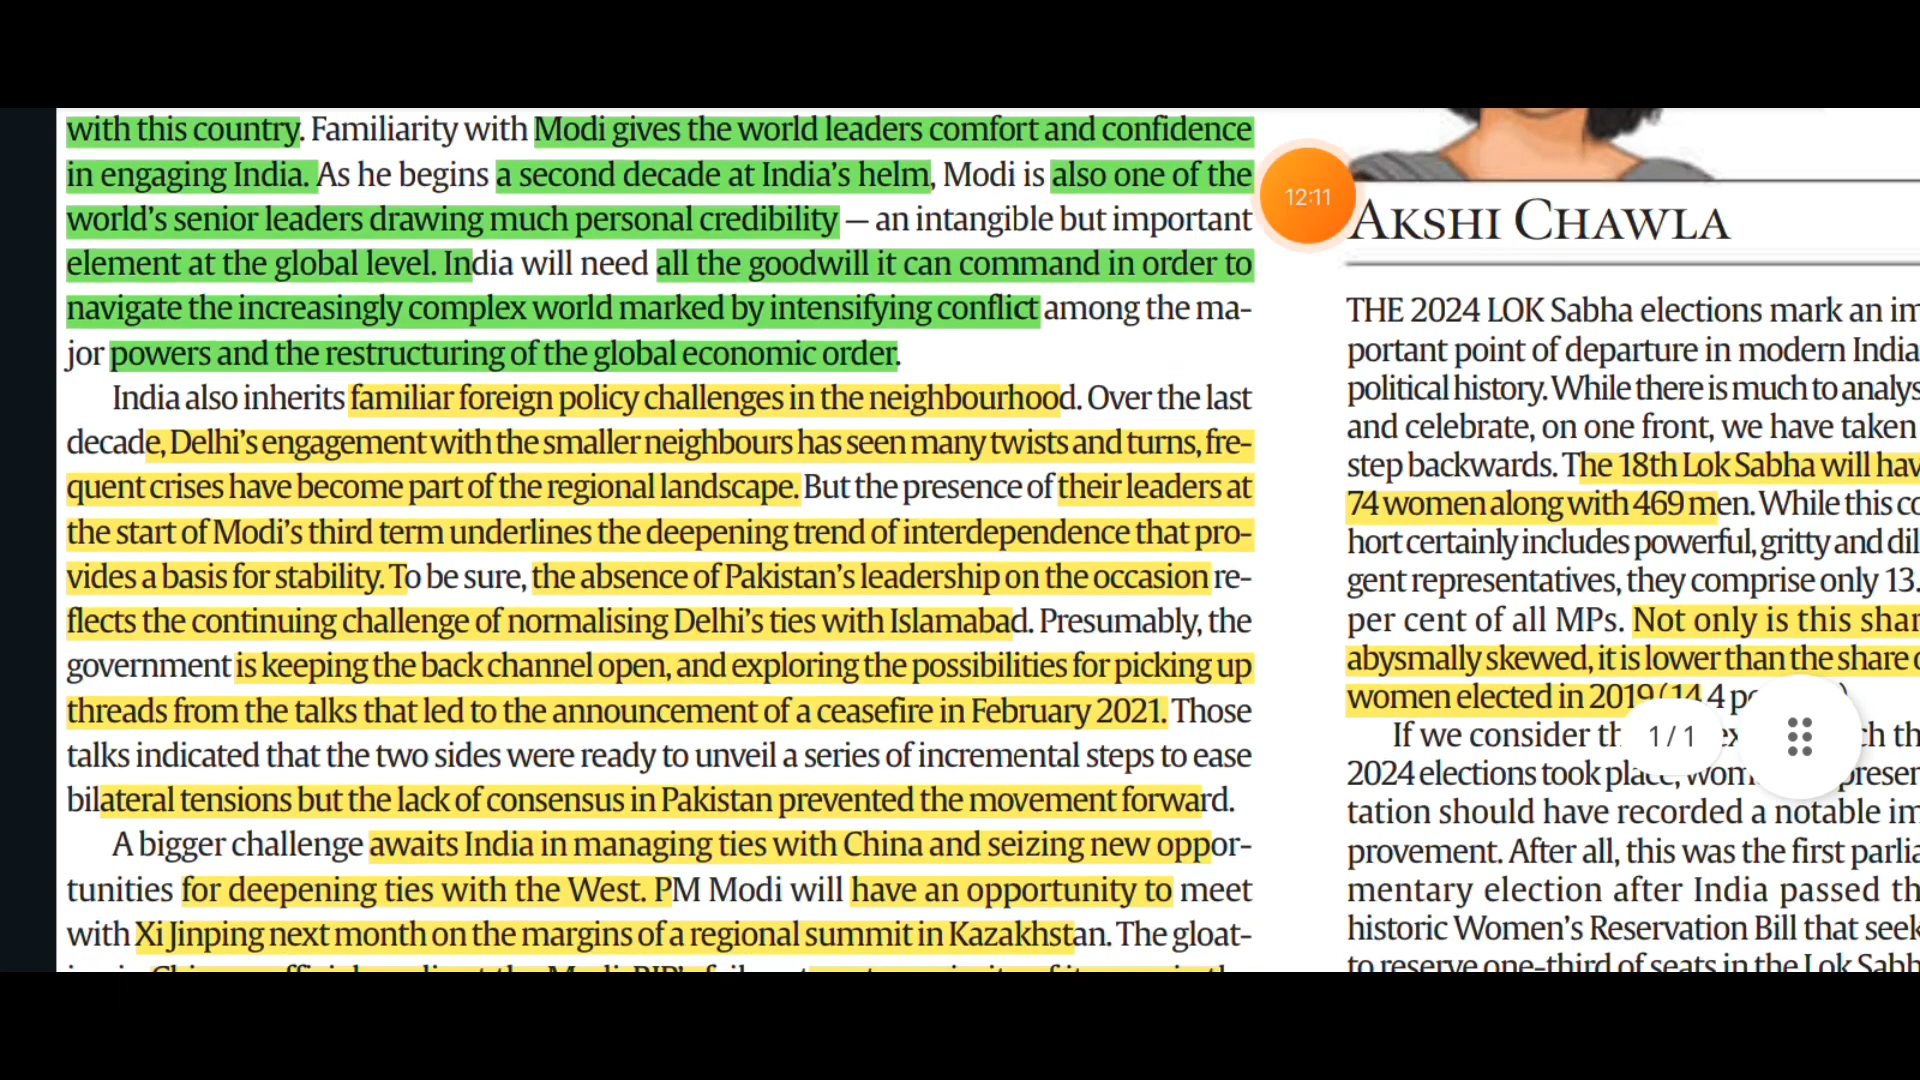 with this country. Familiarity with Modi gives the world leaders comfort and confidence
in engaging India. As he begins a second decade at India's helm, Modi is also one of the
world's senior leaders drawing much personal credibility — an intangible but important
element at the global level. India will need all the goodwill it can command in order to
navigate the increasingly complex world marked by intensifying conflict among the ma-
jor powers and the restructuring of the global economic order.
India also inherits familiar foreign policy challenges in the neighbourhood. Over the last
decade, Delhi's engagement with the smaller neighbours has seen many twists and turns, fre-
quent crises have become part of the regional landscape. But the presence of their leaders at
the start of Modi's third term underlines the deepening trend of interdependence that pro-
vides a basis for stability. To be sure, the absence of Pakistan's leadership on the occasion re-
flects the continuing challenge of normalising Delhi's ties with Islamabad. Presumably, the
government is keeping the back channel open, and exploring the possibilities for picking up
threads from the talks that led to the announcement of a ceasefire in February 2021. Those
talks indicated that the two sides were ready to unveil a series of incremental steps to ease
bilateral tensions but the lack of consensus in Pakistan prevented the movement forward.
A bigger challenge awaits India in managing ties with China and seizing new oppor-
tunities for deepening ties with the West. PM Modi will have an opportunity to meet
with Xi Jinping next month on the margins of a regional summit in Kazakhstan. The gloat-
12:11
AKSHI CHAWLA
THE 2024 LOK Sabha elections mark an im
portant point of departure in modern India
political history. While there is much to analys
and celebrate, on one front, we have taken
step backwards. The 18th Lok Sabha will hav
74 women along with 469 men. While this co
hort certainly includes powerful, gritty and dil
gent representatives, they comprise only 13.
per cent of all MPs. Not only is this shar
abysmally skewed, it is lower than the share o
women elected in 2019 (14.4 pe
If we consider th ch th
2024 elections took place, wom presen
tation should have recorded a notable im
provement. After all, this was the first parlia
mentary election after India passed th
historic Women's Reservation Bill that seek
to reserve one-third of seats in the Lok Sabh
1 / 1